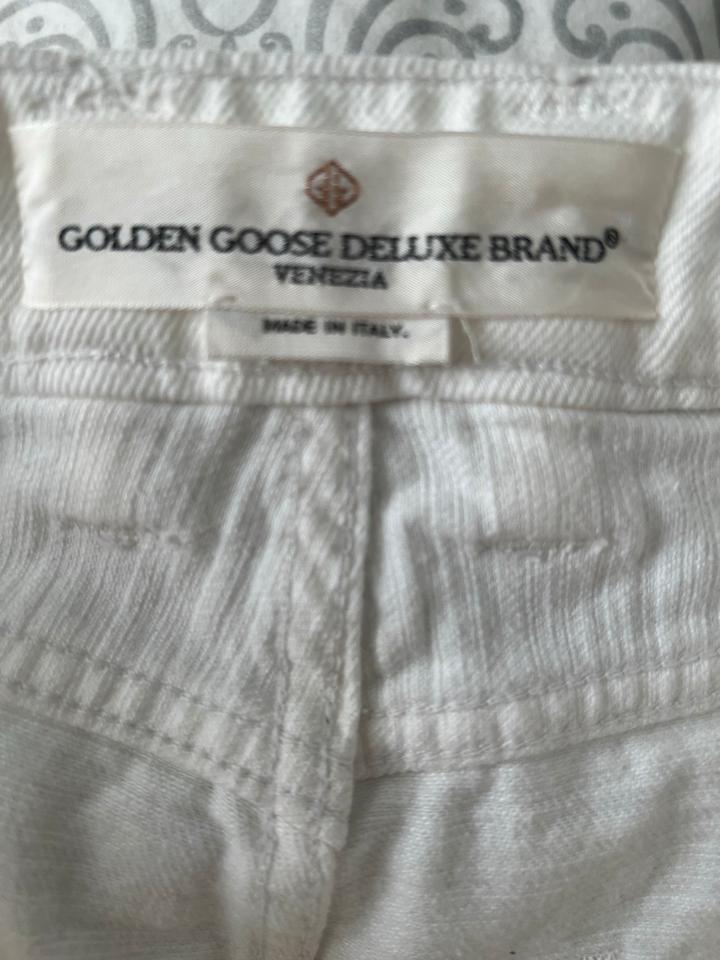 GOLDEN GOOSE DELUXE BRAND®
VENEZIA
MADE IN ITALY.